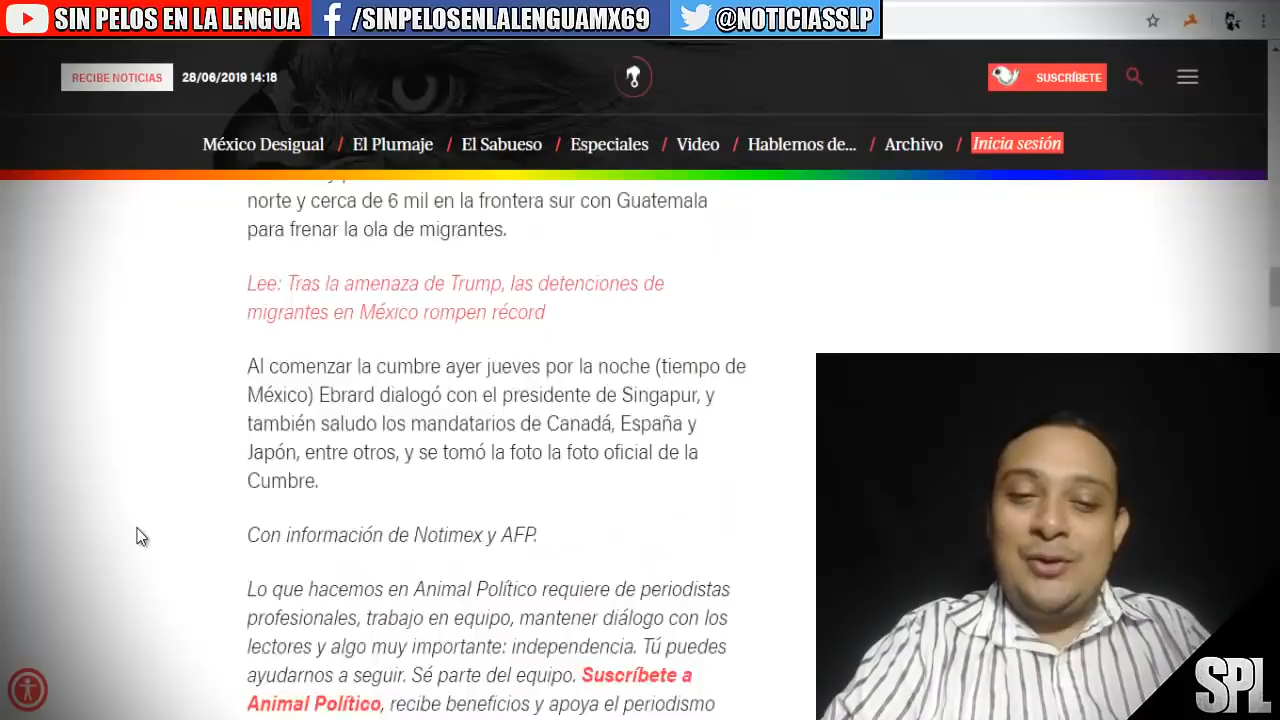 SIN PELOS EN LA LENGUA
/SINPELOSENLALENGUAMX69
@NOTICIASSLP
RECIBE NOTICIAS
28/06/2019 14:18
SUSCRÍBETE
México Desigual / El Plumaje / El Sabueso / Especiales / Video / Hablemos de... / Archivo / Inicia sesión
norte y cerca de 6 mil en la frontera sur con Guatemala
para frenar la ola de migrantes.
Lee: Tras la amenaza de Trump, las detenciones de
migrantes en México rompen récord
Al comenzar la cumbre ayer jueves por la noche (tiempo de
México) Ebrard dialogó con el presidente de Singapur, y
también saludo los mandatarios de Canadá, España y
Japón, entre otros, y se tomó la foto la foto oficial de la
Cumbre.
Con información de Notimex y AFP.
Lo que hacemos en Animal Político requiere de periodistas
profesionales, trabajo en equipo, mantener diálogo con los
lectores y algo muy importante: independencia. Tú puedes
ayudarnos a seguir. Sé parte del equipo. Suscríbete a
Animal Político, recibe beneficios y apoya el periodismo
SPL